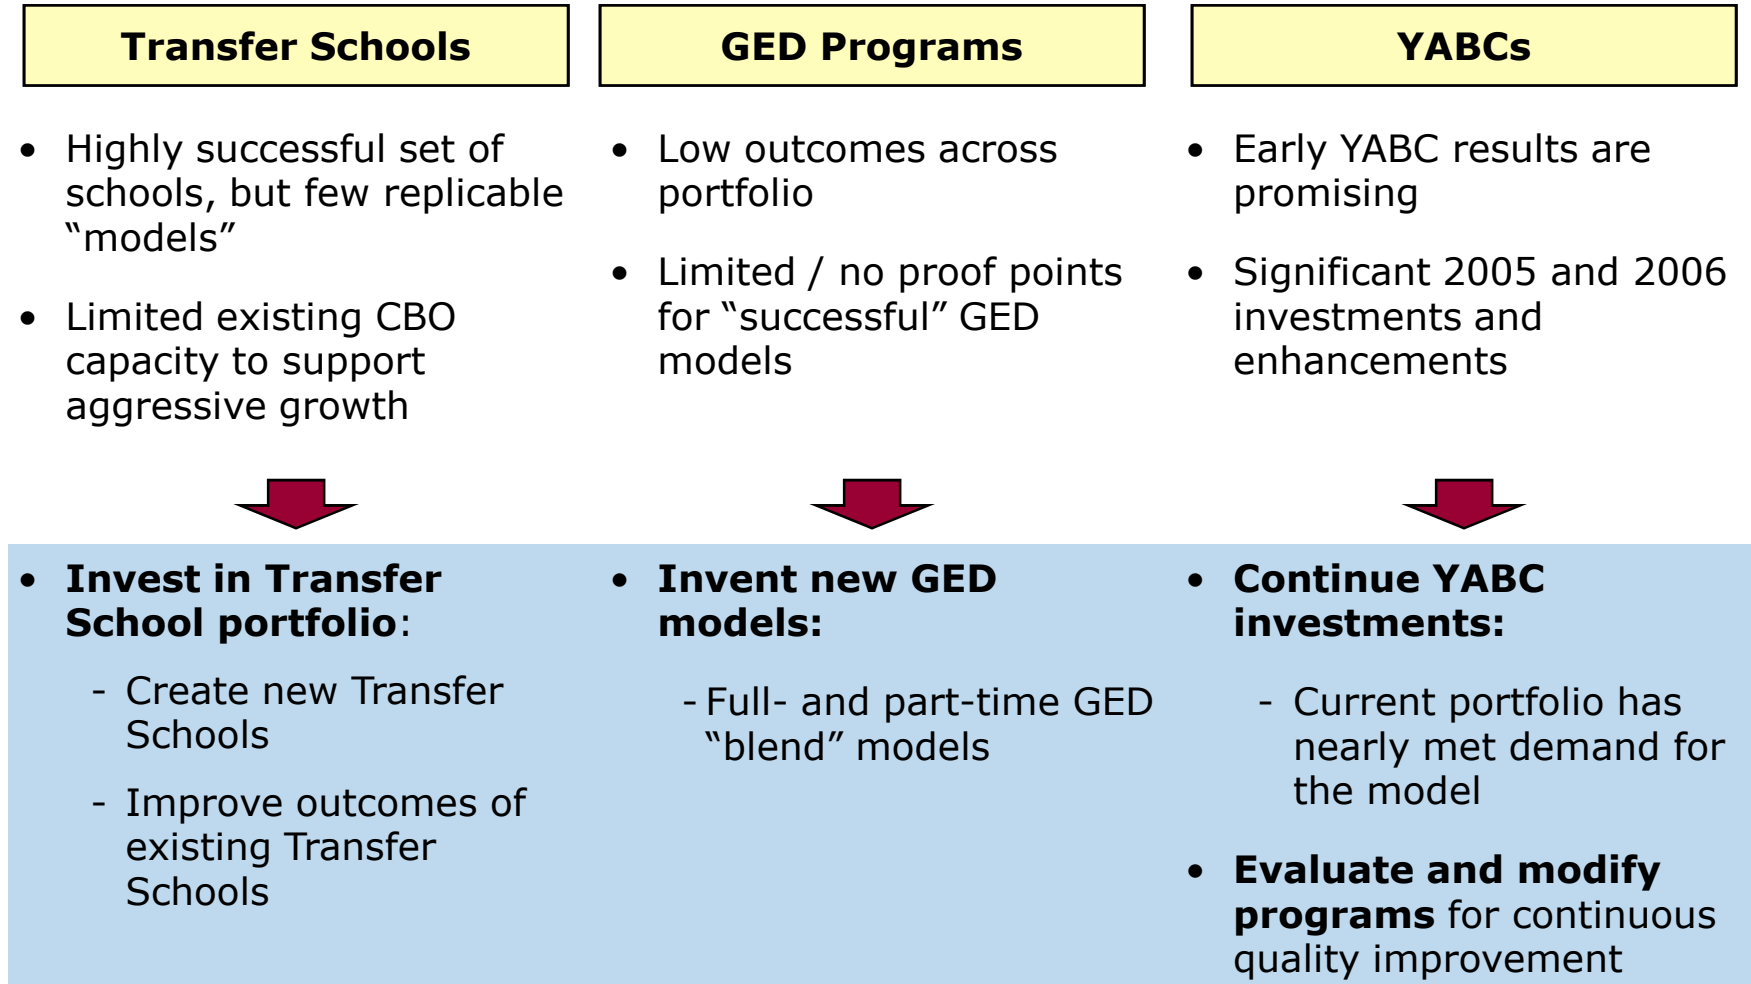 Transfer Schools
• Highly successful set of
schools, but few replicable
“models”
• Limited existing CBO
capacity to support
aggressive growth
• Invest in Transfer
School portfolio:
- Create new Transfer
Schools
- Improve outcomes of
existing Transfer
Schools
GED Programs
• Low outcomes across
portfolio
• Limited / no proof points
for “successful” GED
models
• Invent new GED
models:
- Full- and part-time GED
“blend” models
YABCs
• Early YABC results are
promising
• Significant 2005 and 2006
investments and
enhancements
• Continue YABC
investments:
- Current portfolio has
nearly met demand for
the model
• Evaluate and modify
programs for continuous
quality improvement